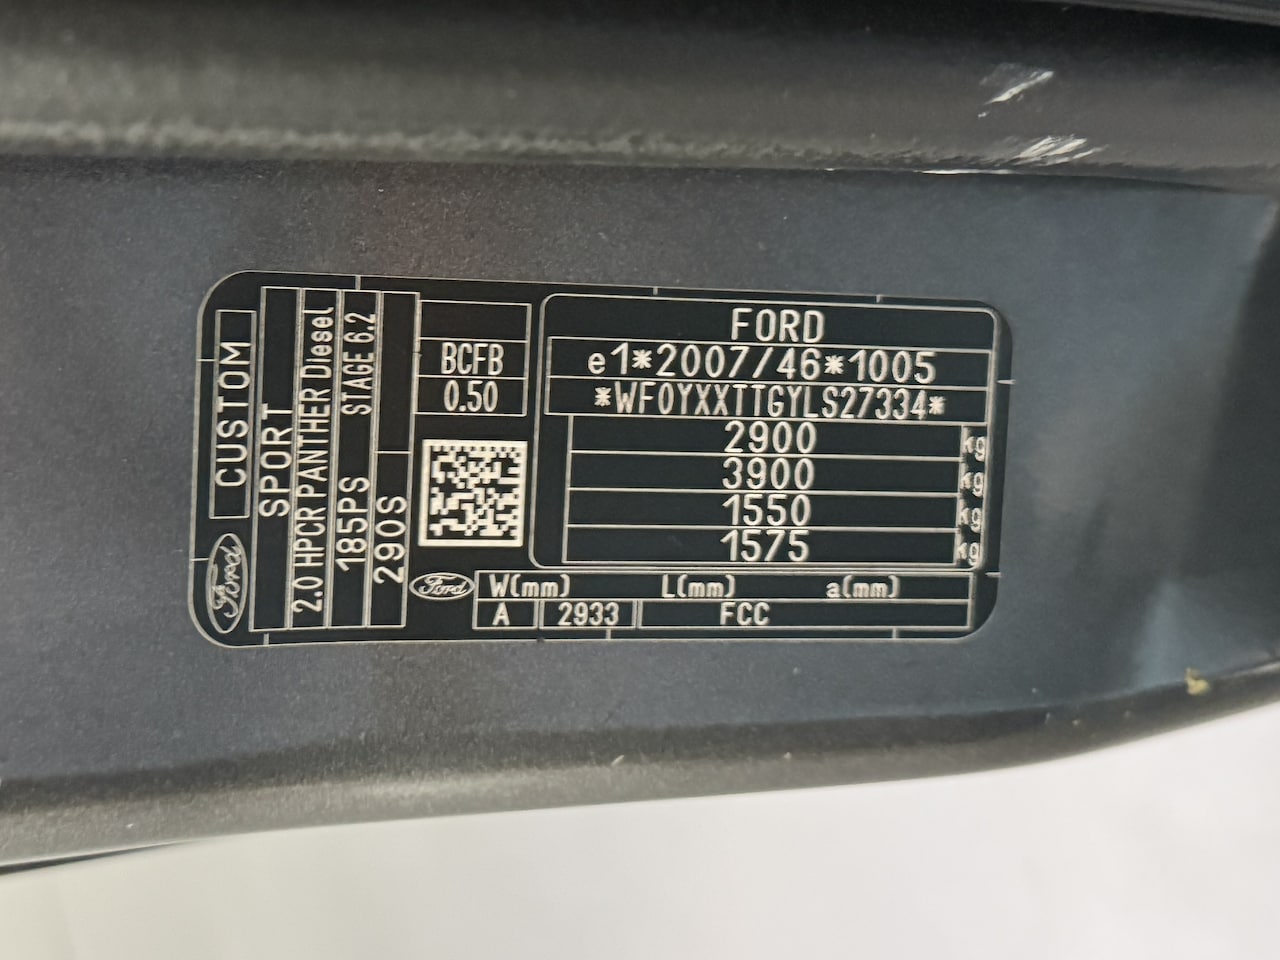 FORD
e1*2007/46*1005
*WF0YXXTTGYLS27334*
2900 kg
3900 kg
1550 kg
1575 kg
BCFB
0.50
Ford
W(mm) L(mm) a(mm)
A 2933 FCC
Ford CUSTOM
SPORT
2.0 HPCR PANTHER Diesel
185PS STAGE 6.2
290S